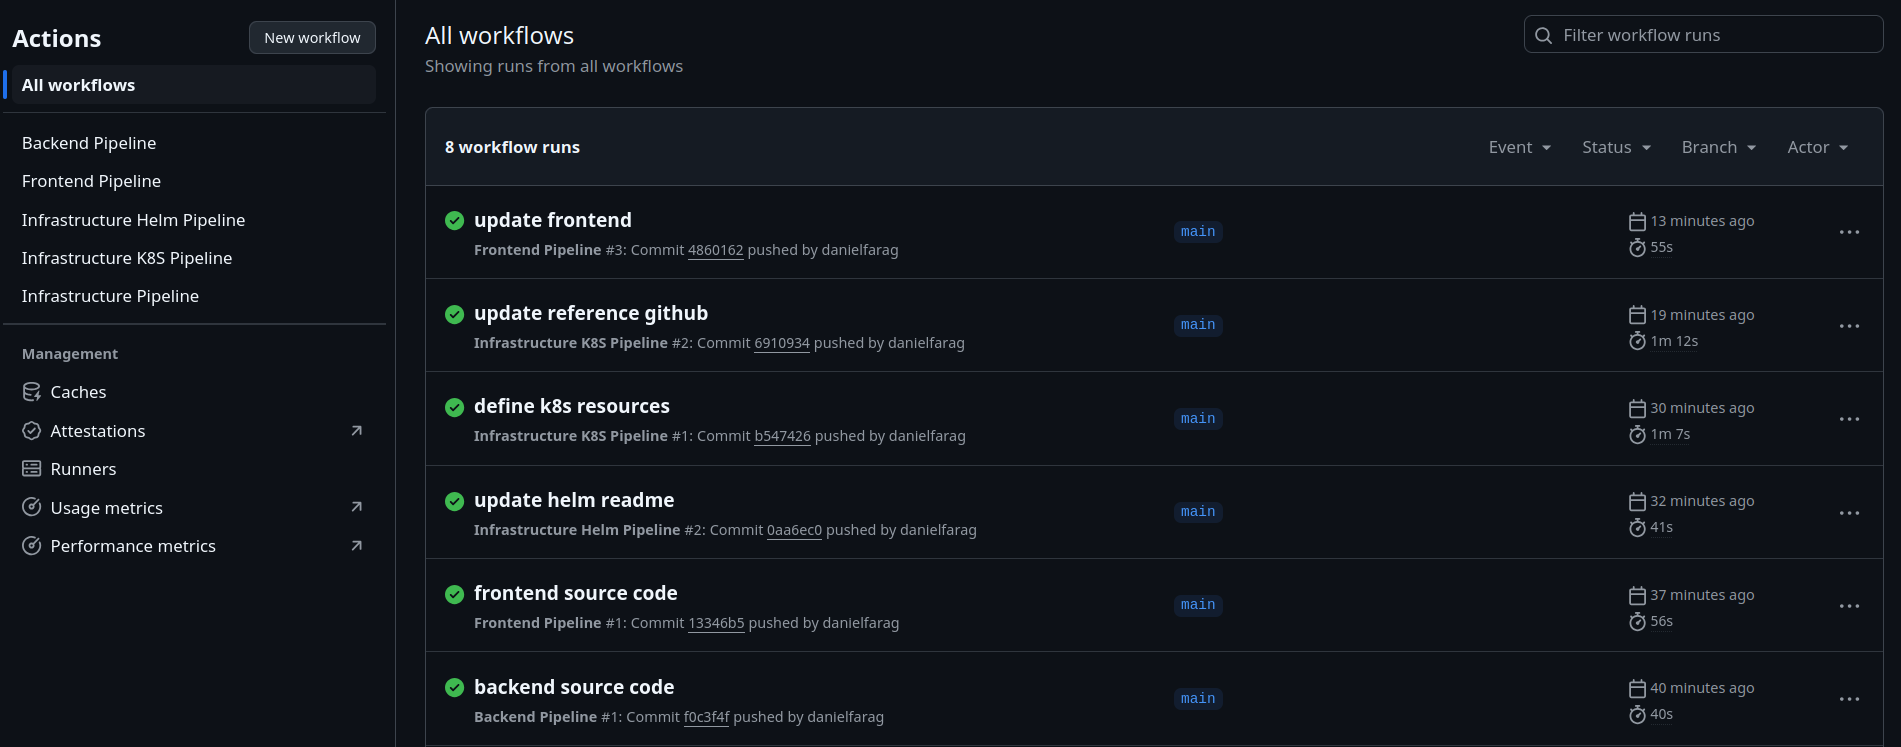 Actions
New workflow
All workflows
Backend Pipeline
Frontend Pipeline
Infrastructure Helm Pipeline
Infrastructure K8S Pipeline
Infrastructure Pipeline
Management
Caches
Attestations
Runners
Usage metrics
Performance metrics
All workflows
Showing runs from all workflows
Filter workflow runs
8 workflow runs
Event Status Branch Actor
update frontend
Frontend Pipeline #3: Commit 4860162 pushed by danielfarag
main
13 minutes ago
55s
update reference github
Infrastructure K8S Pipeline #2: Commit 6910934 pushed by danielfarag
main
19 minutes ago
1m 12s
define k8s resources
Infrastructure K8S Pipeline #1: Commit b547426 pushed by danielfarag
main
30 minutes ago
1m 7s
update helm readme
Infrastructure Helm Pipeline #2: Commit 0aa6ec0 pushed by danielfarag
main
32 minutes ago
41s
frontend source code
Frontend Pipeline #1: Commit 13346b5 pushed by danielfarag
main
37 minutes ago
56s
backend source code
Backend Pipeline #1: Commit f0c3f4f pushed by danielfarag
main
40 minutes ago
40s